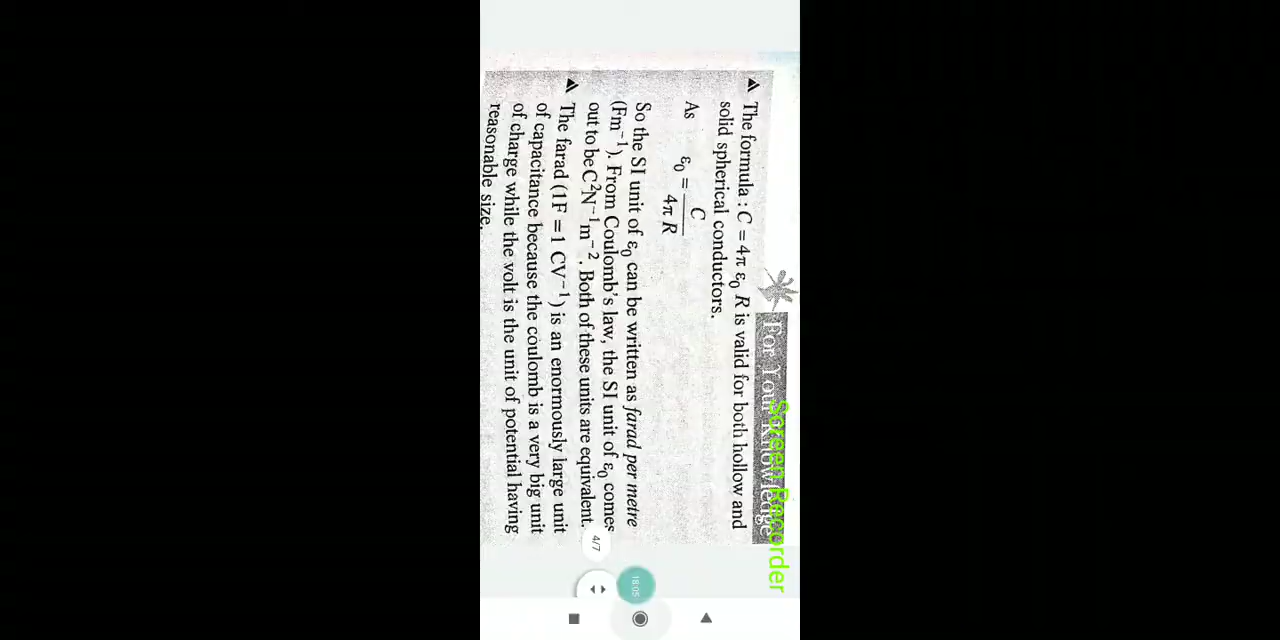 For Your Knowledge
Screen Recorder
▲ The formula : C = 4π ε₀ R is valid for both hollow and
solid spherical conductors.
As ε₀ = C / 4π R
So the SI unit of ε₀ can be written as farad per metre
(Fm⁻¹). From Coulomb's law, the SI unit of ε₀ comes
out to be C²N⁻¹m⁻². Both of these units are equivalent.
▲ The farad (1F = 1 CV⁻¹) is an enormously large unit
of capacitance because the coulomb is a very big unit
of charge while the volt is the unit of potential having
reasonable size.
4/7
18:05